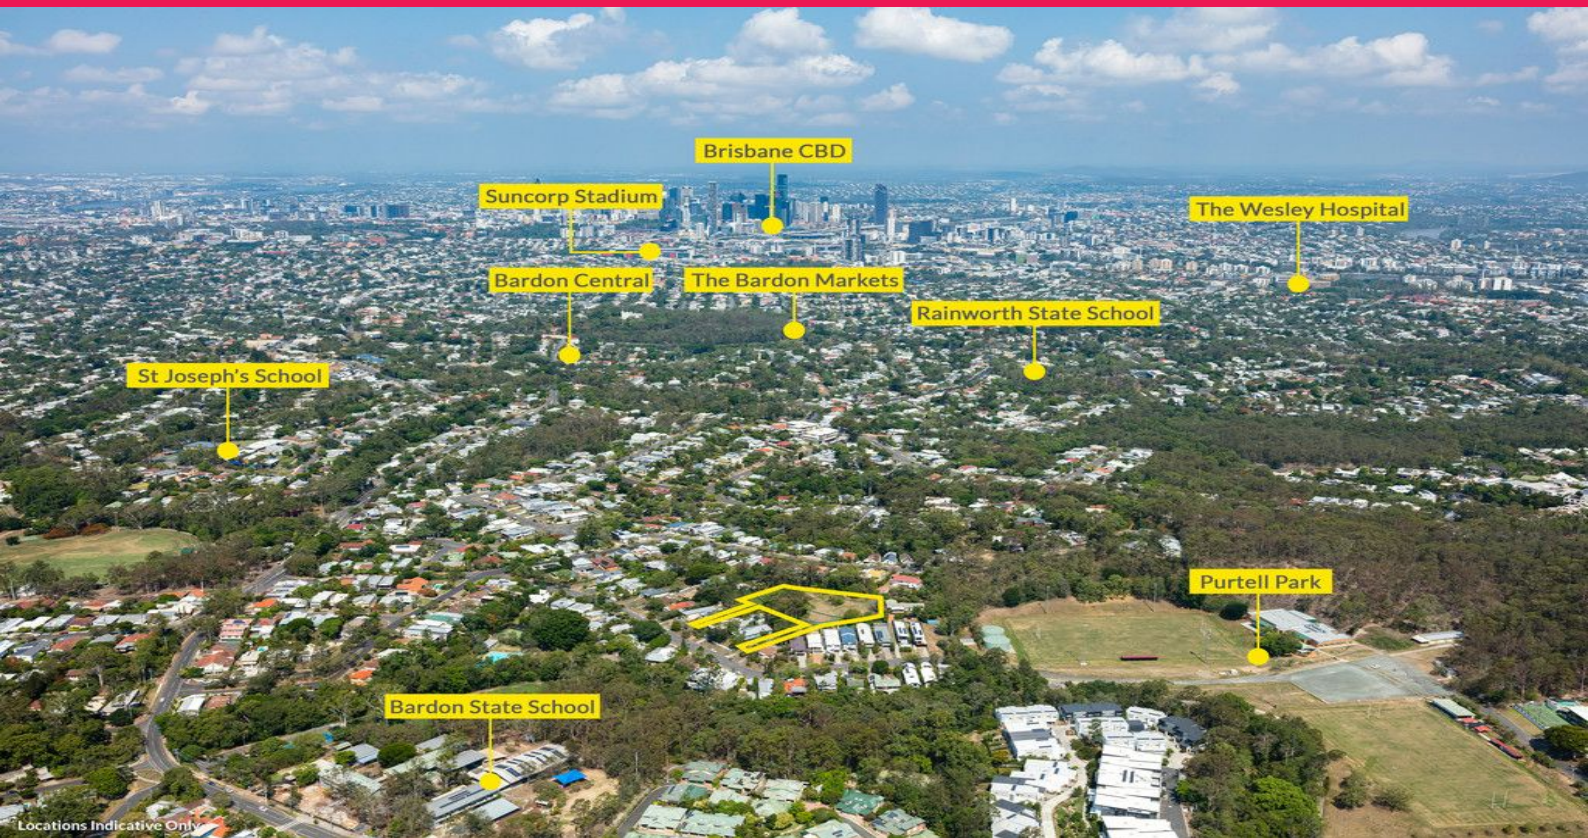 Brisbane CBD
Suncorp Stadium
The Wesley Hospital
Bardon Central
The Bardon Markets
Rainworth State School
St Joseph's School
Purtell Park
Bardon State School
Locations Indicative Only